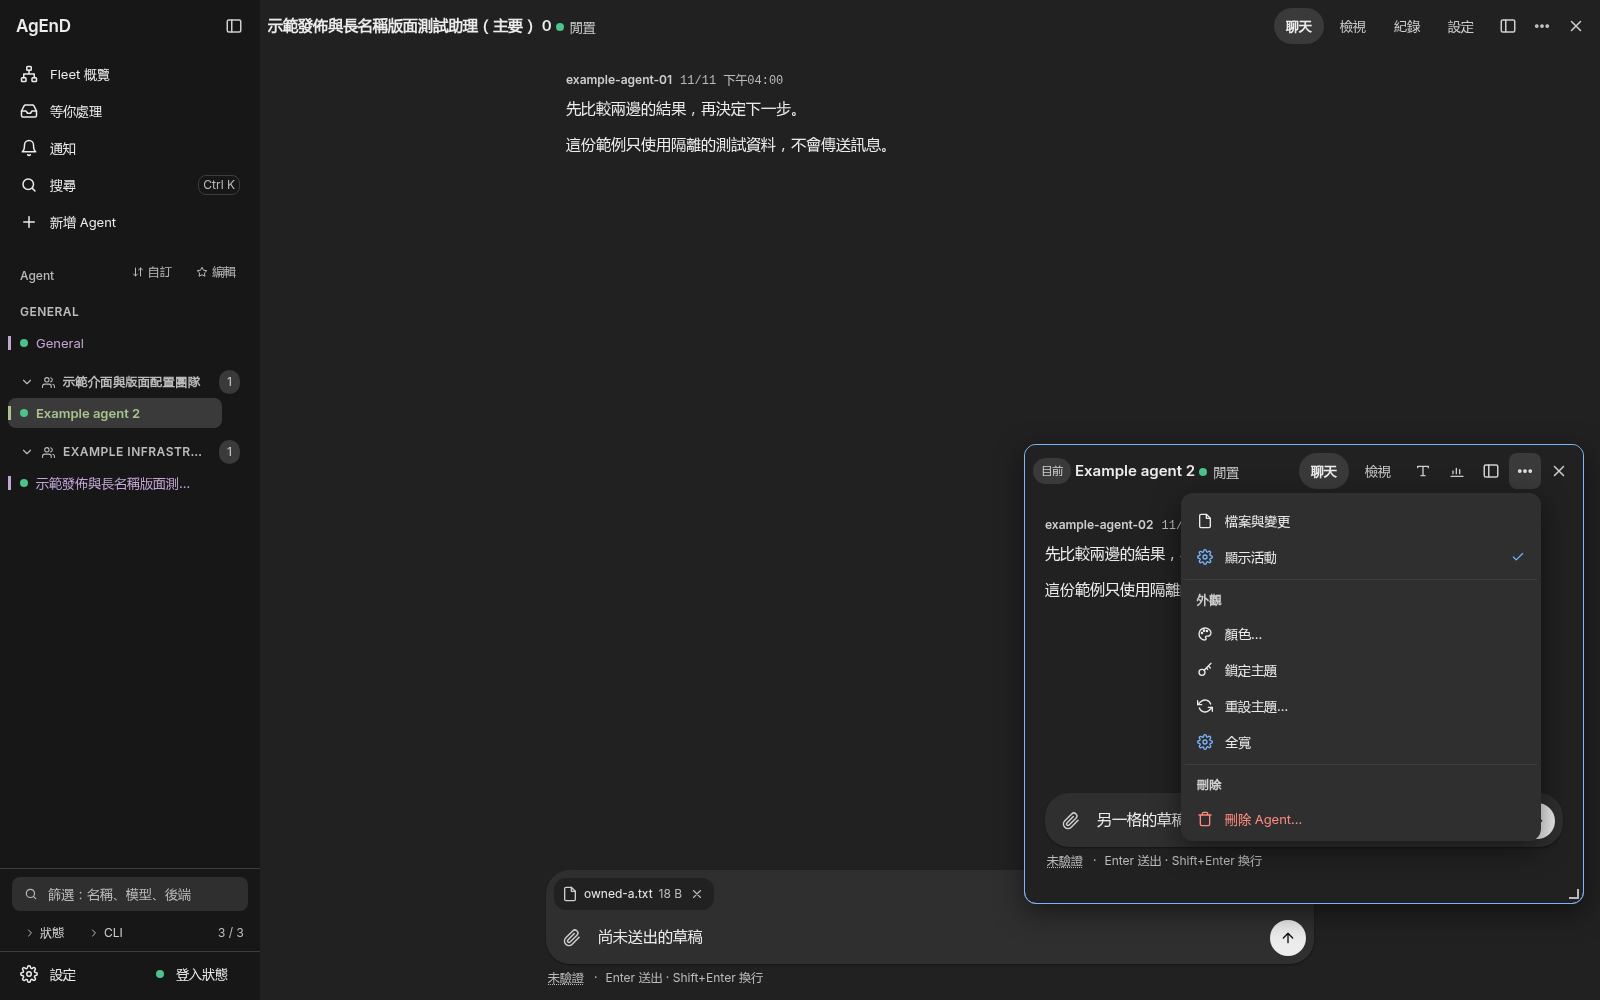 AgEnD
Fleet 概覽
等你處理
通知
搜尋 Ctrl K
新增 Agent
Agent 自訂 編輯
GENERAL
General
示範介面與版面配置團隊 1
Example agent 2
EXAMPLE INFRASTR... 1
示範發佈與長名稱版面測...
篩選：名稱、模型、後端
狀態 CLI 3 / 3
設定 登入狀態
示範發佈與長名稱版面測試助理（主要） 0 閒置
聊天 檢視 紀錄 設定
example-agent-01 11/11 下午04:00
先比較兩邊的結果，再決定下一步。
這份範例只使用隔離的測試資料，不會傳送訊息。
owned-a.txt 18 B
尚未送出的草稿
未驗證 · Enter 送出 · Shift+Enter 換行
目前 Example agent 2 閒置 聊天 檢視
example-agent-02 11/
先比較兩邊的結果，
這份範例只使用隔離
另一格的草稿
未驗證 · Enter 送出 · Shift+Enter 換行
檔案與變更
顯示活動
外觀
顏色...
鎖定主題
重設主題...
全寬
刪除
刪除 Agent...